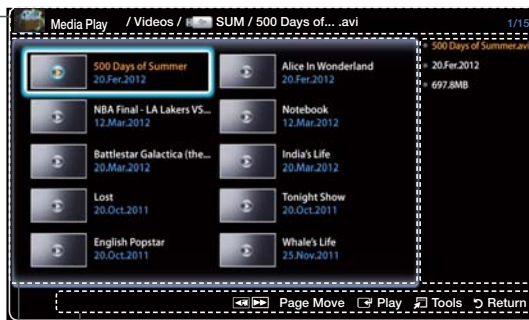 Media Play / Videos / SUM / 500 Days of... .avi 1/15
500 Days of Summer
20.Fer.2012
Alice In Wonderland
20.Fer.2012
NBA Final - LA Lakers VS...
12.Mar.2012
Notebook
12.Mar.2012
Battlestar Galactica (the...
20.Mar.2012
India's Life
20.Mar.2012
Lost
20.Oct.2011
Tonight Show
20.Oct.2011
English Popstar
20.Oct.2011
Whale's Life
25.Nov.2011
500 Days of Summer.avi
20.Fer.2012
697.8MB
Page Move Play Tools Return